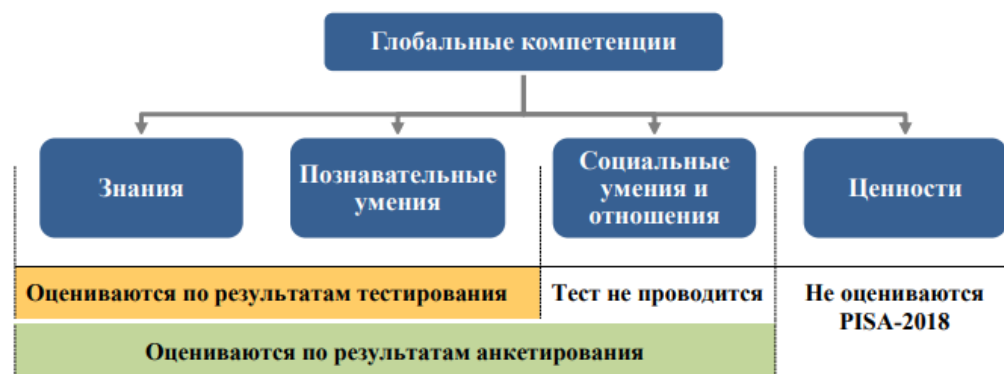 Глобальные компетенции
Знания
Познавательные
умения
Социальные
умения и
отношения
Ценности
Оцениваются по результатам тестирования
Тест не проводится
Не оцениваются
PISA-2018
Оцениваются по результатам анкетирования